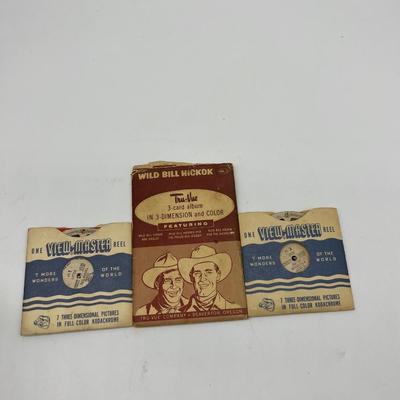 ONE VIEW-MASTER REEL
7 MORE WONDERS
OF THE WORLD
7 THREE DIMENSIONAL PICTURES
IN FULL COLOR KODACHROME
WILD BILL HICKOK
Tru-Vue
3-card album
IN 3-DIMENSION and COLOR
FEATURING
TRU-VUE COMPANY • BEAVERTON, OREGON
ONE VIEW-MASTER REEL
7 MORE WONDERS
OF THE WORLD
7 THREE DIMENSIONAL PICTURES
IN FULL COLOR KODACHROME